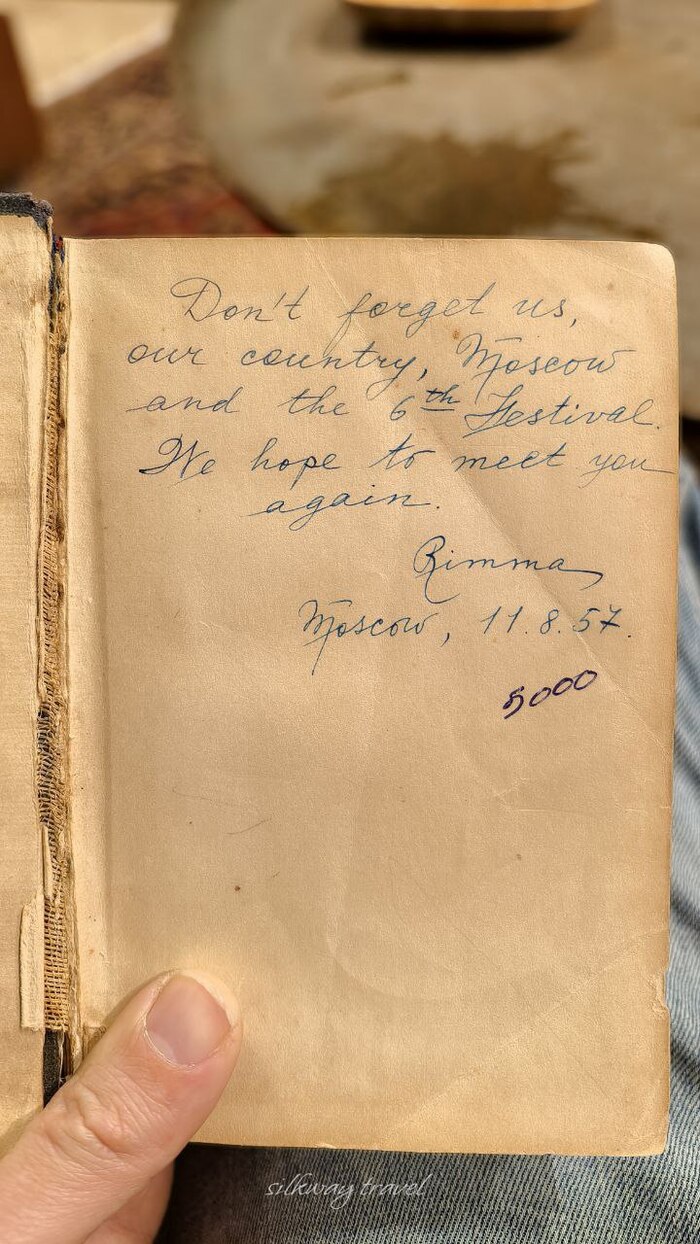 Don't forget us,
our country, Moscow
and the 6th Festival.
We hope to meet you
again.
Rimma
Moscow, 11.8.57.
5000
silkway travel